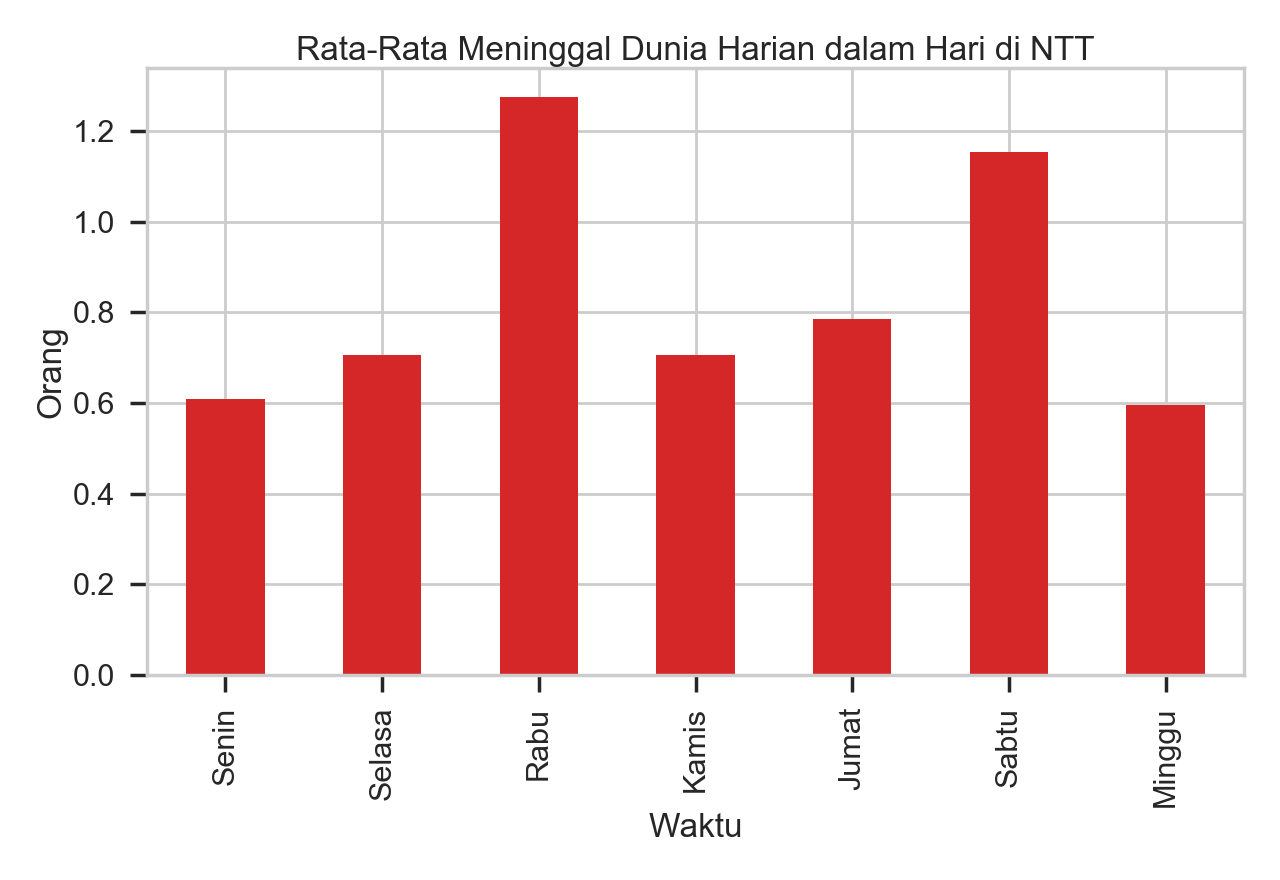 Rata-Rata Meninggal Dunia Harian dalam Hari di NTT
Orang
1.2
1.0
0.8
0.6
0.4
0.2
0.0
Senin
Selasa
Rabu
Kamis
Jumat
Sabtu
Minggu
Waktu